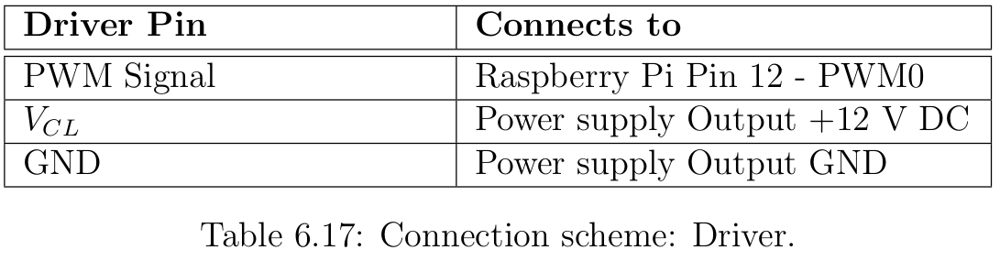 Driver Pin Connects to
PWM Signal Raspberry Pi Pin 12 - PWM0
V_{CL} Power supply Output +12 V DC
GND Power supply Output GND
Table 6.17: Connection scheme: Driver.